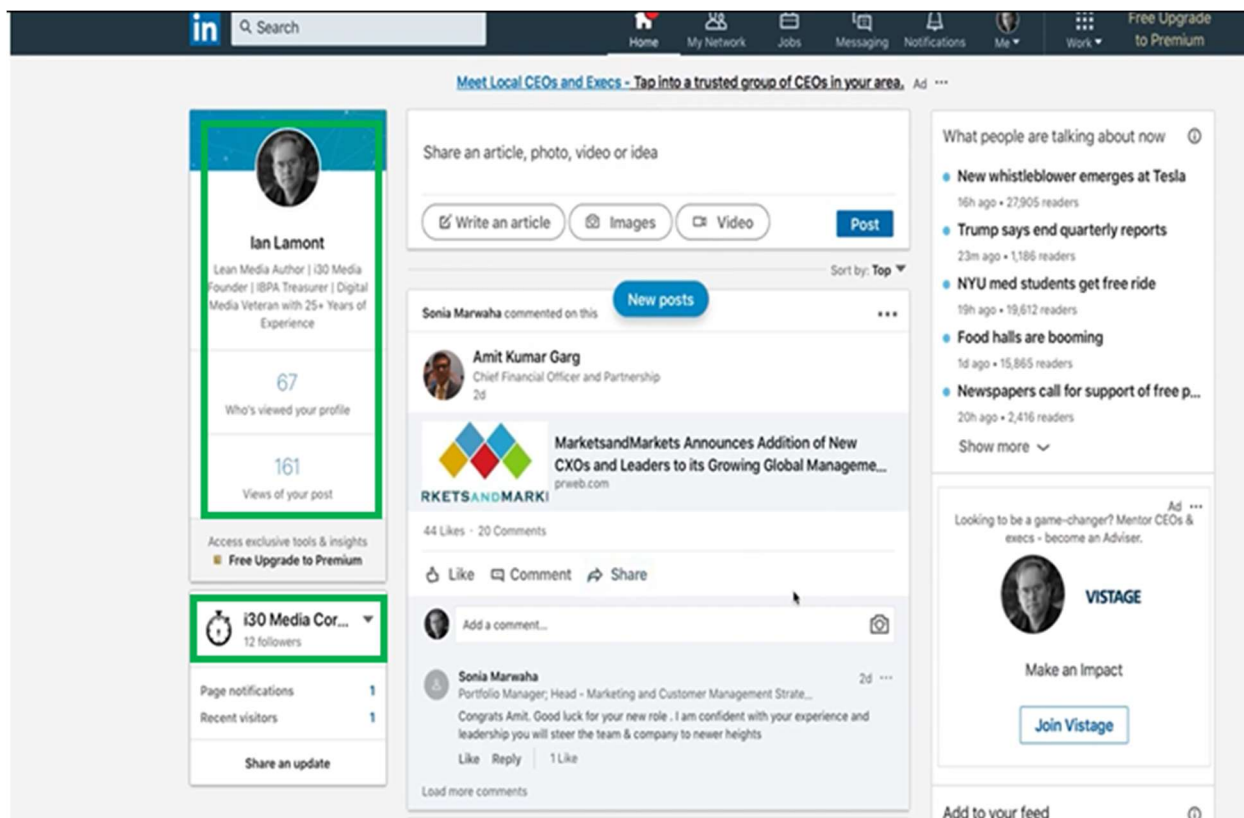 in
Search
Home
My Network
Jobs
Messaging
Notifications
Me
Work
Free Upgrade
to Premium
Meet Local CEOs and Execs - Tap into a trusted group of CEOs in your area. Ad ...
Ian Lamont
Lean Media Author | i30 Media
Founder | IBPA Treasurer | Digital
Media Veteran with 25+ Years of
Experience
67
Who's viewed your profile
161
Views of your post
Access exclusive tools & insights
Free Upgrade to Premium
i30 Media Cor...
12 followers
Page notifications 1
Recent visitors 1
Share an update
Share an article, photo, video or idea
Write an article
Images
Video
Post
Sort by: Top
New posts
Sonia Marwaha commented on this
Amit Kumar Garg
Chief Financial Officer and Partnership
2d
RKETSANDMARKI
MarketsandMarkets Announces Addition of New
CXOs and Leaders to its Growing Global Manageme...
prweb.com
44 Likes · 20 Comments
Like
Comment
Share
Add a comment...
Sonia Marwaha 2d ...
Portfolio Manager; Head - Marketing and Customer Management Strate...
Congrats Amit. Good luck for your new role . I am confident with your experience and
leadership you will steer the team & company to newer heights
Like Reply 1 Like
Load more comments
What people are talking about now
New whistleblower emerges at Tesla
16h ago • 27,905 readers
Trump says end quarterly reports
23m ago • 1,186 readers
NYU med students get free ride
19h ago • 19,612 readers
Food halls are booming
1d ago • 15,865 readers
Newspapers call for support of free p...
20h ago • 2,416 readers
Show more
Ad ...
Looking to be a game-changer? Mentor CEOs &
execs - become an Adviser.
VISTAGE
Make an Impact
Join Vistage
Add to your feed